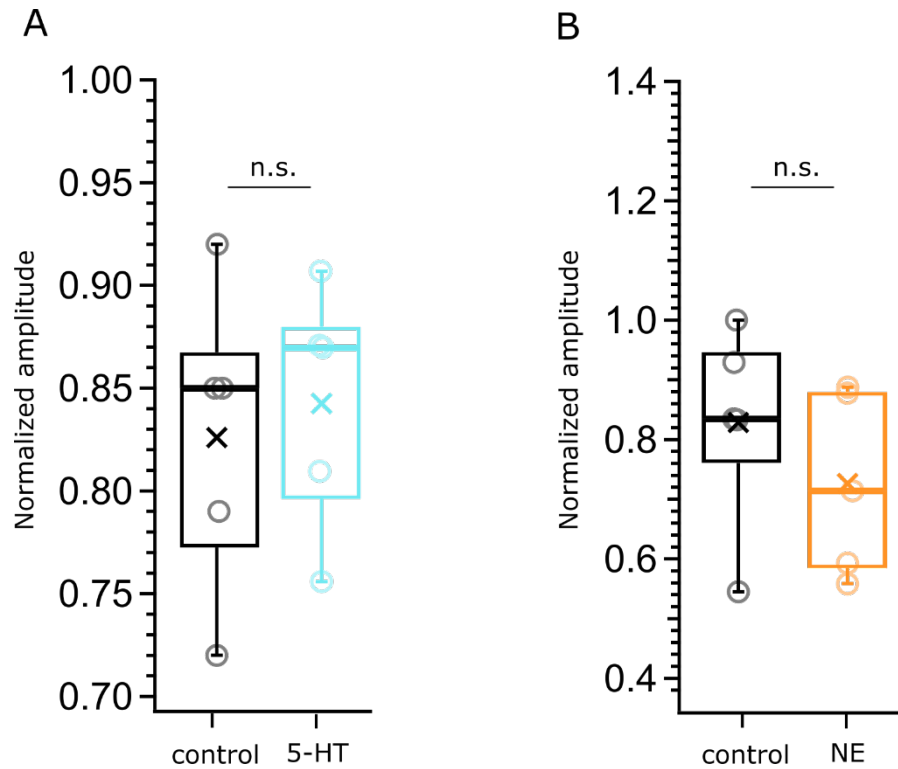 A
Normalized amplitude
1.00
0.95
0.90
0.85
0.80
0.75
0.70
n.s.
control
5-HT
B
Normalized amplitude
1.4
1.2
1.0
0.8
0.6
0.4
n.s.
control
NE